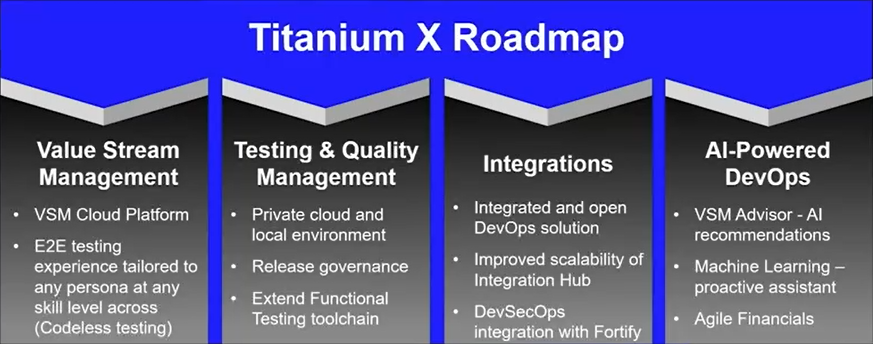 Titanium X Roadmap
Value Stream
Management
• VSM Cloud Platform
• E2E testing
experience tailored to
any persona at any
skill level across
(Codeless testing)
Testing & Quality
Management
• Private cloud and
local environment
• Release governance
• Extend Functional
Testing toolchain
Integrations
• Integrated and open
DevOps solution
• Improved scalability of
Integration Hub
• DevSecOps
integration with Fortify
AI-Powered
DevOps
• VSM Advisor - AI
recommendations
• Machine Learning –
proactive assistant
• Agile Financials